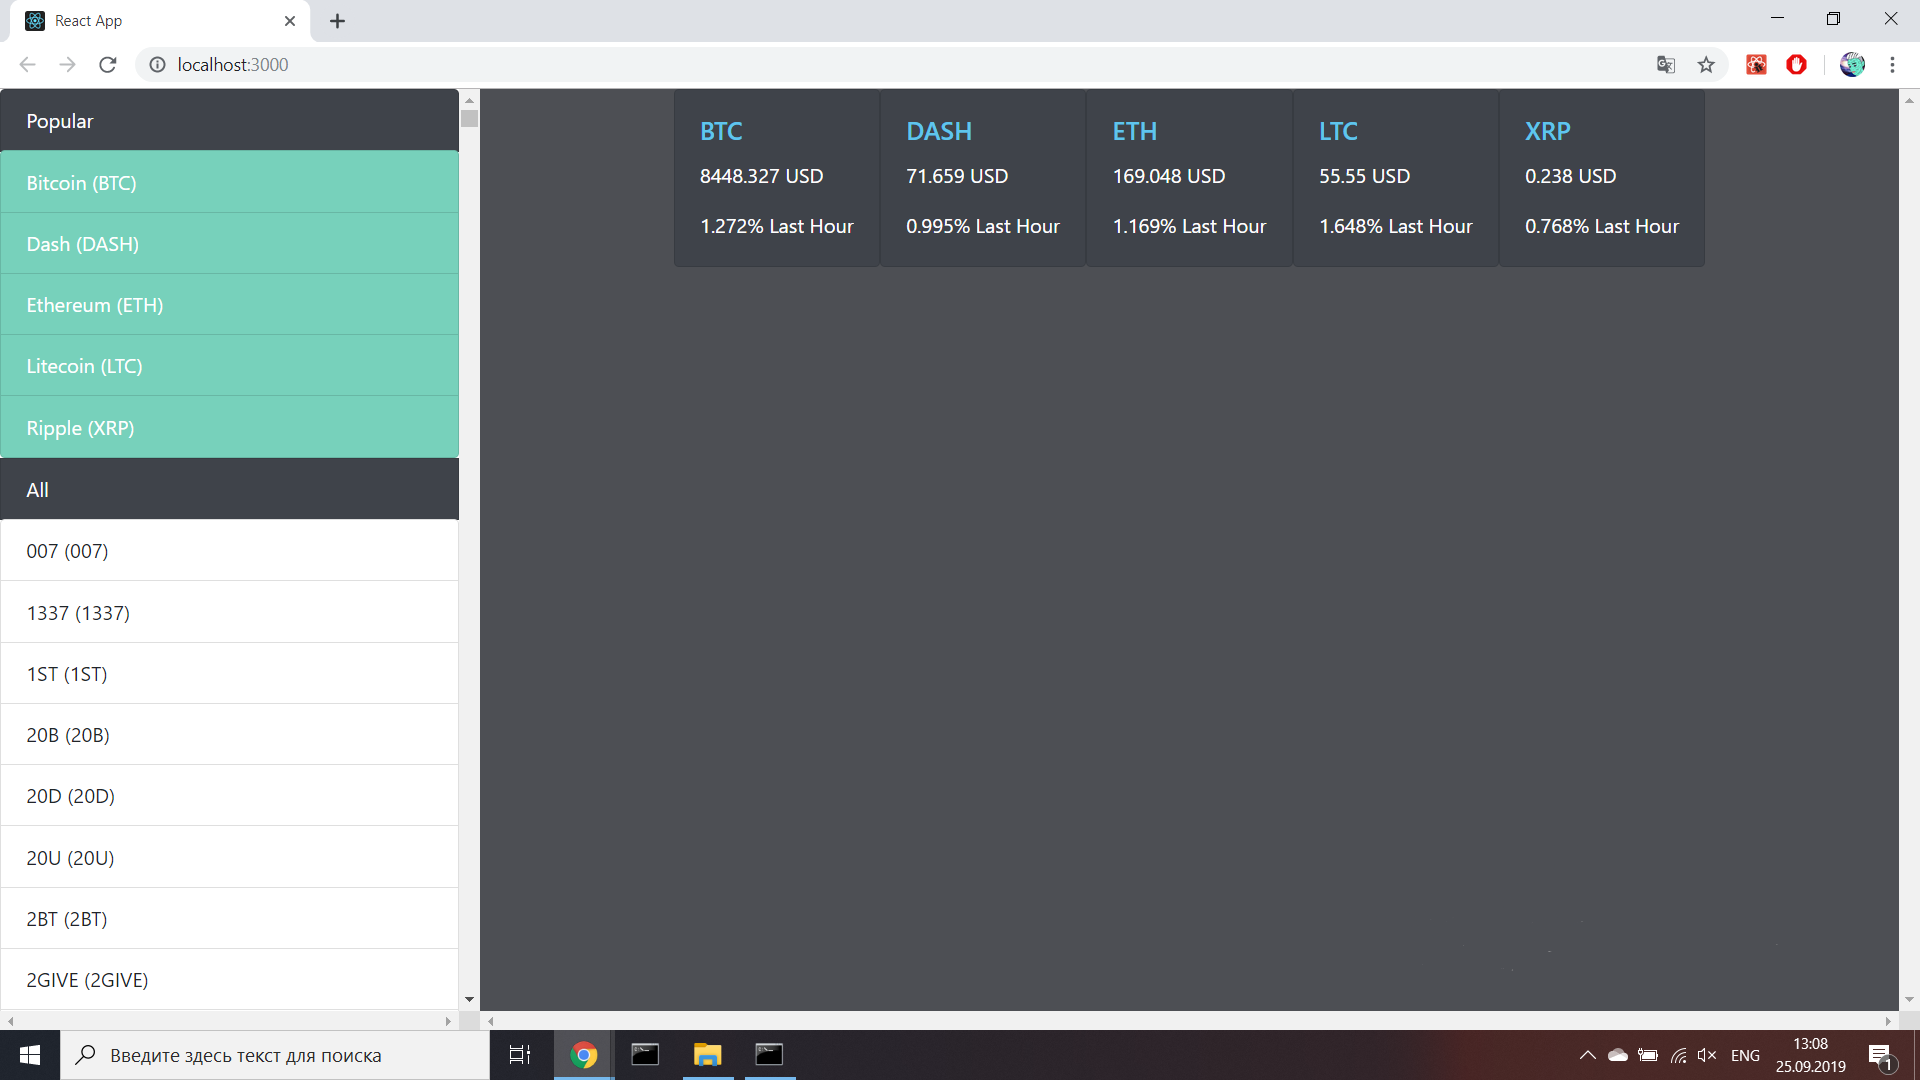 React App
localhost:3000
Popular
Bitcoin (BTC)
Dash (DASH)
Ethereum (ETH)
Litecoin (LTC)
Ripple (XRP)
All
007 (007)
1337 (1337)
1ST (1ST)
20B (20B)
20D (20D)
20U (20U)
2BT (2BT)
2GIVE (2GIVE)
BTC
8448.327 USD
1.272% Last Hour
DASH
71.659 USD
0.995% Last Hour
ETH
169.048 USD
1.169% Last Hour
LTC
55.55 USD
1.648% Last Hour
XRP
0.238 USD
0.768% Last Hour
Введите здесь текст для поиска
ENG
13:08
25.09.2019
1